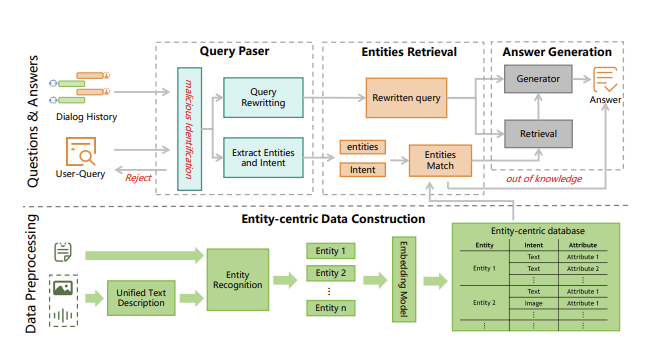 Questions & Answers
Query Paser
Entities Retrieval
Answer Generation
Dialog History
User-Query
Reject
malicious Identification
Query
Rewritting
Extract Entities
and Intent
Rewritten query
entities
Intent
Entities
Match
Generator
Retrieval
Answer
out of knowledge
Data Preprocessing
Entity-centric Data Construction
Unified Text
Description
Entity
Recognition
Entity 1
Entity 2
⋮
Entity n
Embedding Model
Entity-centric database
Entity Intent Attribute
Entity 1
Text Attribute 1
Text Attribute 2
⋮ ⋮
Entity 2
Text Attribute 1
Image Attribute 1
⋮ ⋮
⋮ ⋮ ⋮